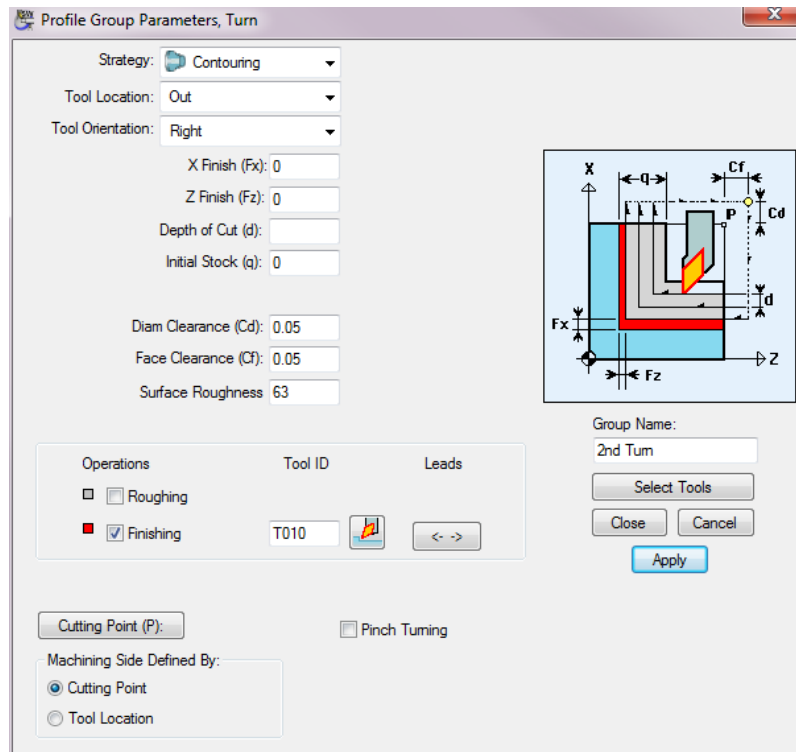 Profile Group Parameters, Turn
Strategy: Contouring
Tool Location: Out
Tool Orientation: Right
X Finish (Fx): 0
Z Finish (Fz): 0
Depth of Cut (d):
Initial Stock (q): 0
Diam Clearance (Cd): 0.05
Face Clearance (Cf): 0.05
Surface Roughness 63
X q Cf
P Cd
d
Fx
Z
Fz
Group Name:
2nd Turn
Select Tools
Close Cancel
Apply
Operations Tool ID Leads
Roughing
Finishing T010 <- ->
Cutting Point (P): Pinch Turning
Machining Side Defined By:
Cutting Point
Tool Location